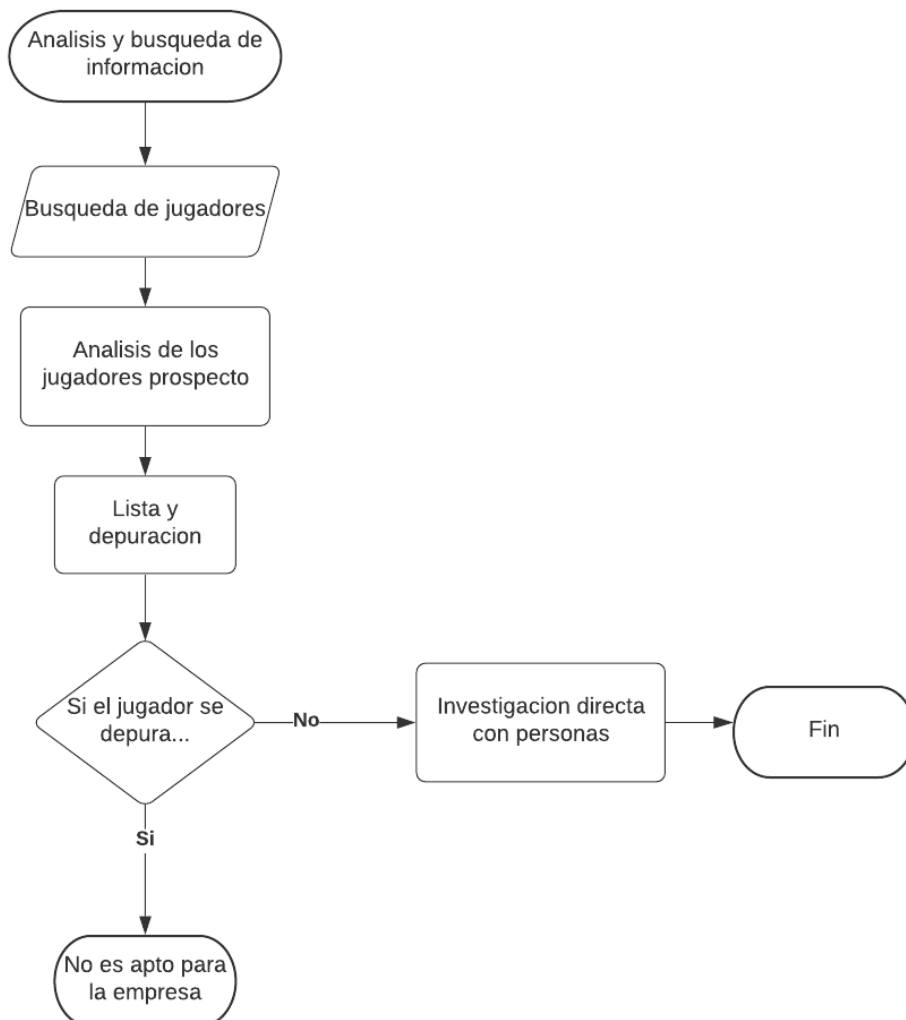 Analisis y busqueda de
informacion
Busqueda de jugadores
Analisis de los
jugadores prospecto
Lista y
depuracion
Si el jugador se
depura...
No
Investigacion directa
con personas
Fin
Si
No es apto para
la empresa